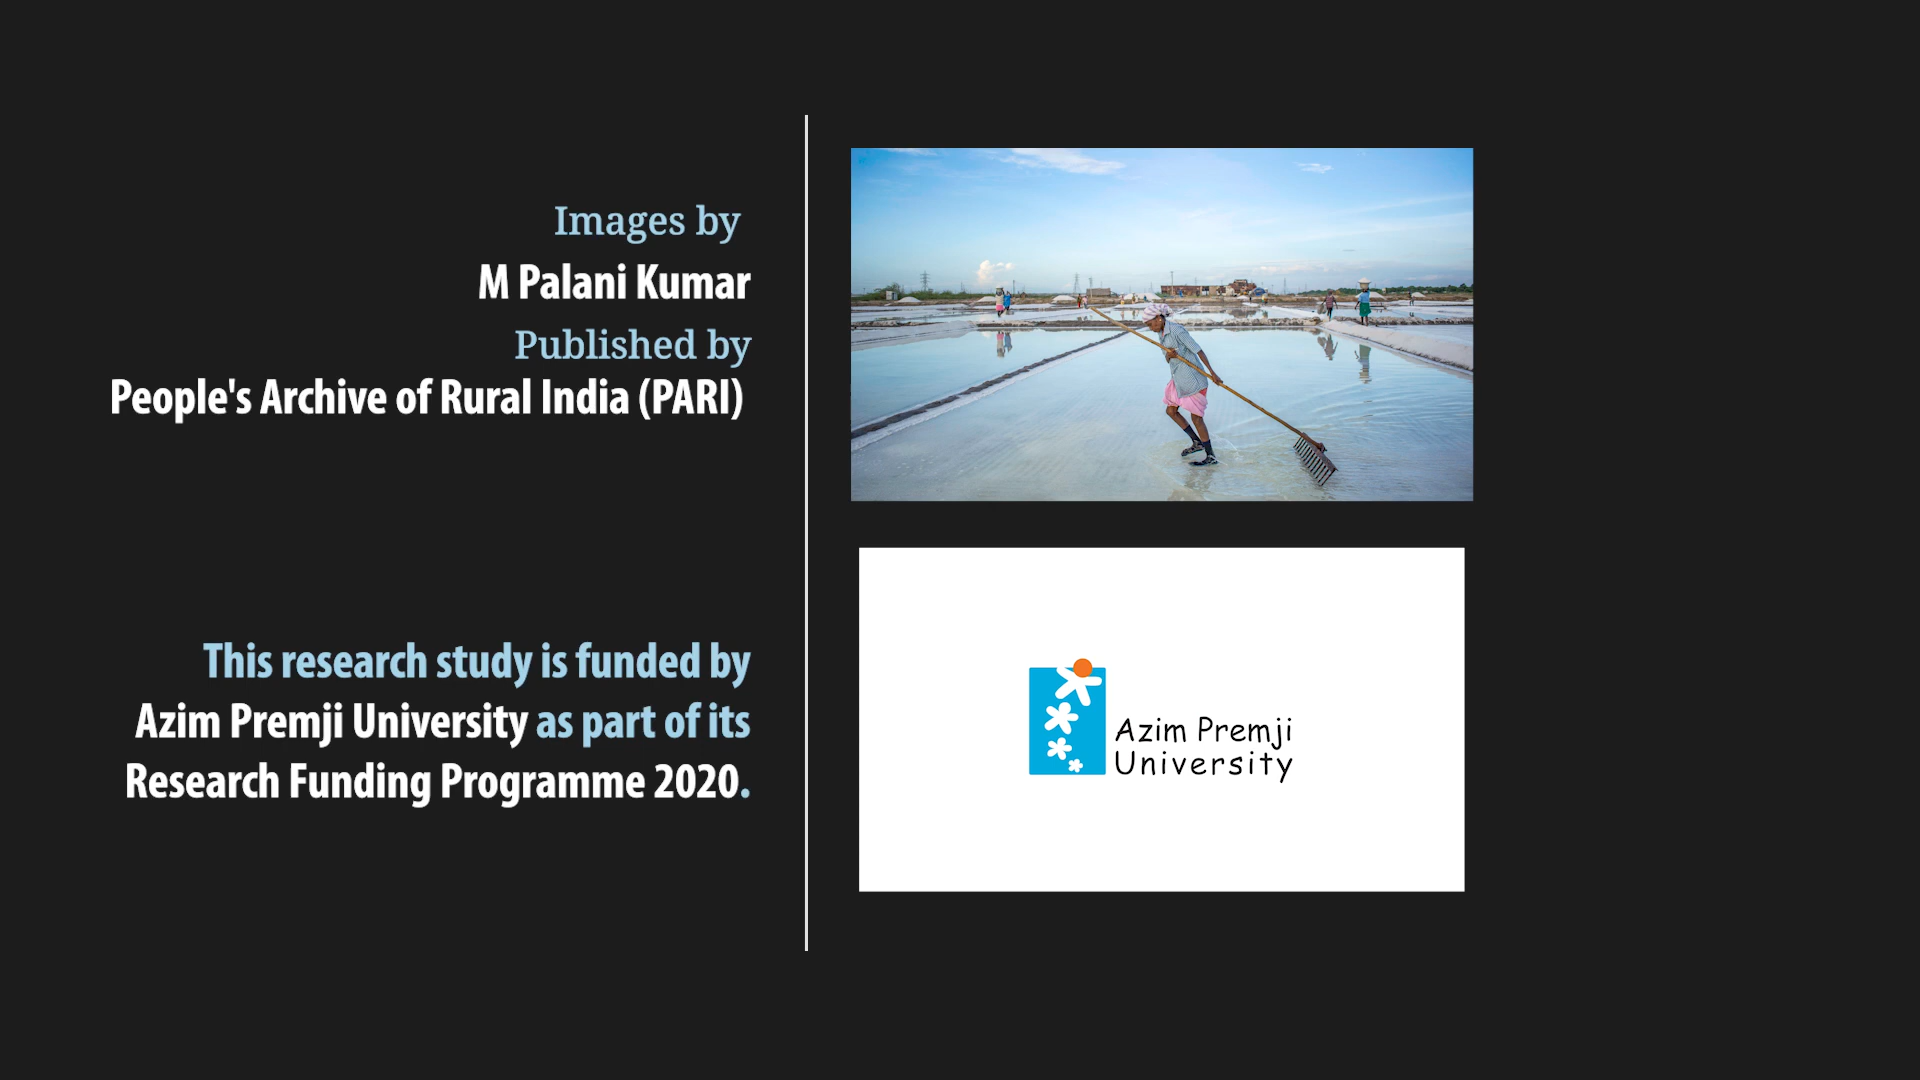 Images by
M Palani Kumar
Published by
People's Archive of Rural India (PARI)
This research study is funded by
Azim Premji University as part of its
Research Funding Programme 2020.
Azim Premji
University